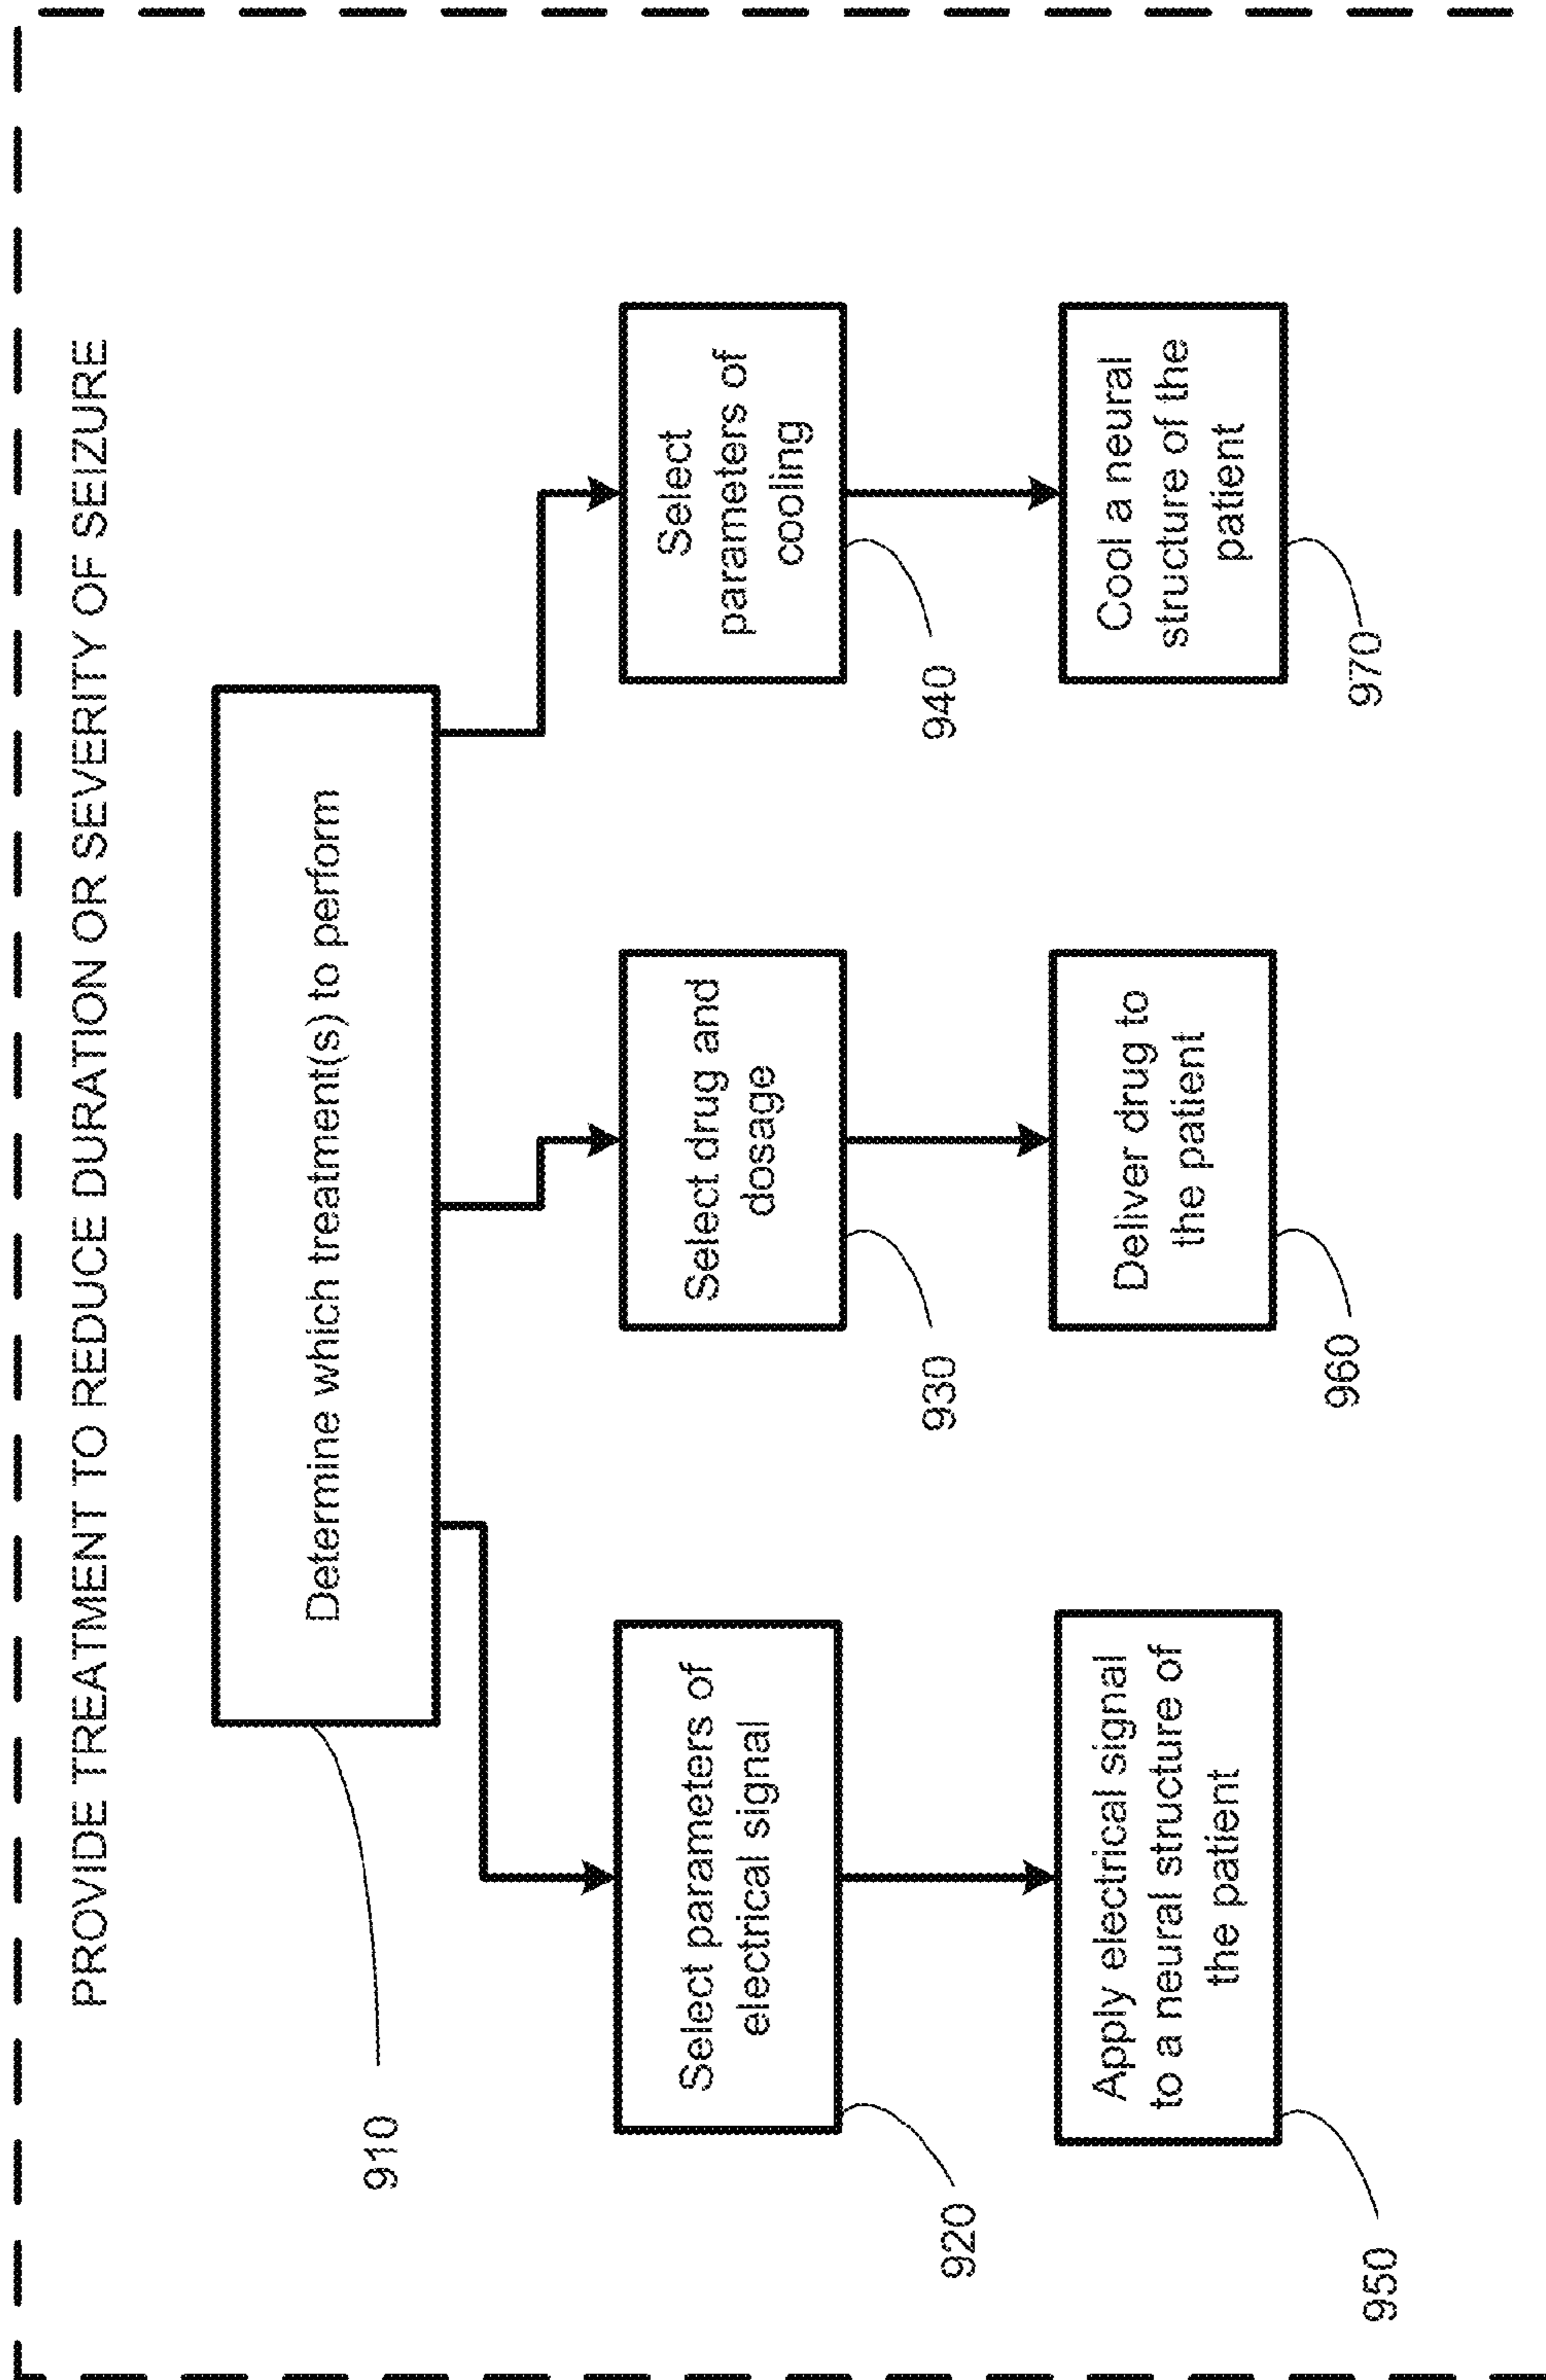 PROVIDE TREATMENT TO REDUCE DURATION OR SEVERITY OF SEIZURE
Determine which treatment(s) to perform
910
Select parameters of
electrical signal
920
Select drug and
dosage
930
Select
parameters of
cooling
940
Apply electrical signal
to a neural structure of
the patient
950
Deliver drug to
the patient
960
Cool a neural
structure of the
patient
970